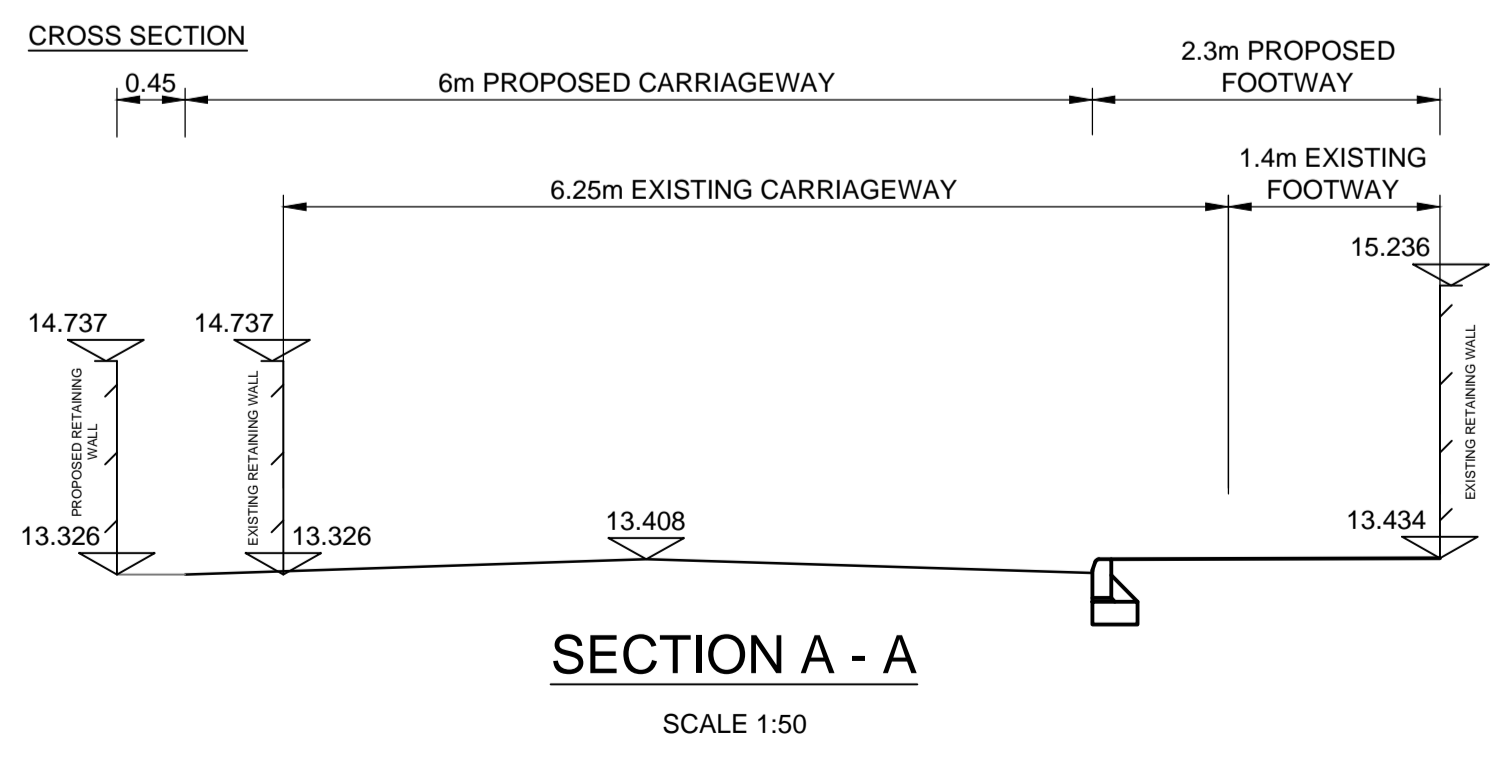 CROSS SECTION
0.45
6m PROPOSED CARRIAGEWAY
2.3m PROPOSED
FOOTWAY
6.25m EXISTING CARRIAGEWAY
1.4m EXISTING
FOOTWAY
15.236
14.737
14.737
PROPOSED RETAINING
WALL
EXISTING RETAINING WALL
EXISTING RETAINING WALL
13.326
13.326
13.408
13.434
SECTION A - A
SCALE 1:50